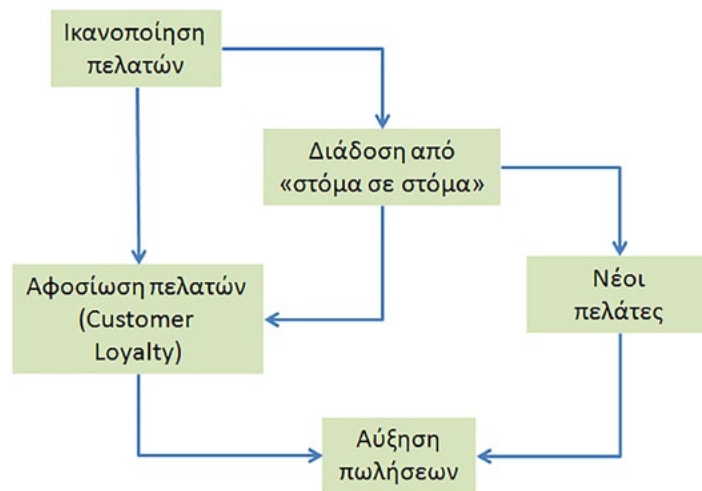 Ικανοποίηση
πελατών
Διάδοση από
«στόμα σε στόμα»
Αφοσίωση πελατών
(Customer
Loyalty)
Νέοι
πελάτες
Αύξηση
πωλήσεων